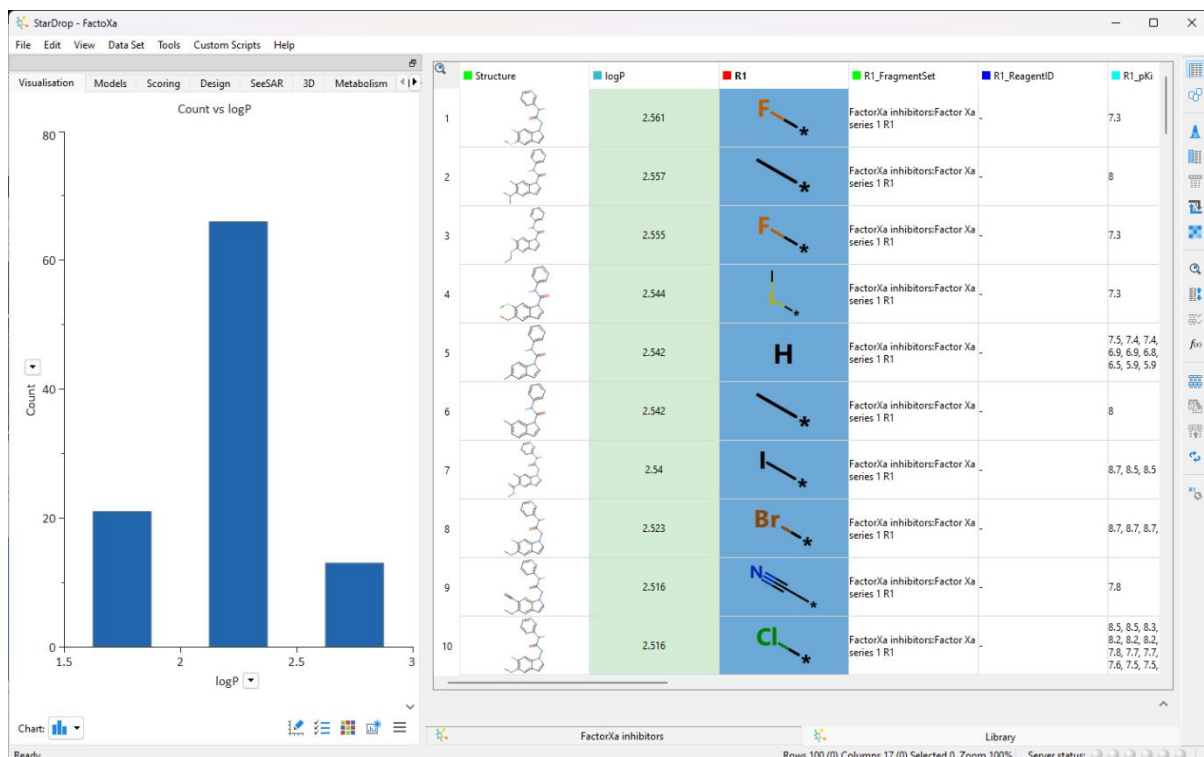 StarDrop - FactoXa
File Edit View Data Set Tools Custom Scripts Help
Visualisation Models Scoring Design SeeSAR 3D Metabolism
Count vs logP
80
60
40
20
0
Count
1.5 2 2.5 3
logP
Chart:
Structure logP R1 R1_FragmentSet R1_ReagentID R1_pKi
1 2.561 F * FactorXa inhibitors:Factor Xa series 1 R1 - 7.3
2 2.557 * FactorXa inhibitors:Factor Xa series 1 R1 - 8
3 2.555 F * FactorXa inhibitors:Factor Xa series 1 R1 - 7.3
4 2.544 S * FactorXa inhibitors:Factor Xa series 1 R1 - 7.3
5 2.542 H FactorXa inhibitors:Factor Xa series 1 R1 - 7.5, 7.4, 7.4,
6.9, 6.9, 6.8,
6.5, 5.9, 5.9
6 2.542 * FactorXa inhibitors:Factor Xa series 1 R1 - 8
7 2.54 I * FactorXa inhibitors:Factor Xa series 1 R1 - 8.7, 8.5, 8.5
8 2.523 Br * FactorXa inhibitors:Factor Xa series 1 R1 - 8.7, 8.7, 8.7,
9 2.516 N * FactorXa inhibitors:Factor Xa series 1 R1 - 7.8
10 2.516 Cl * FactorXa inhibitors:Factor Xa series 1 R1 - 8.5, 8.5, 8.3,
8.2, 8.2, 8.2,
7.8, 7.7, 7.7,
7.6, 7.5, 7.5,
f(x)
FactorXa inhibitors Library
Ready Rows 100 (0) Columns 17 (0) Selected 0 Zoom 100% Server status: